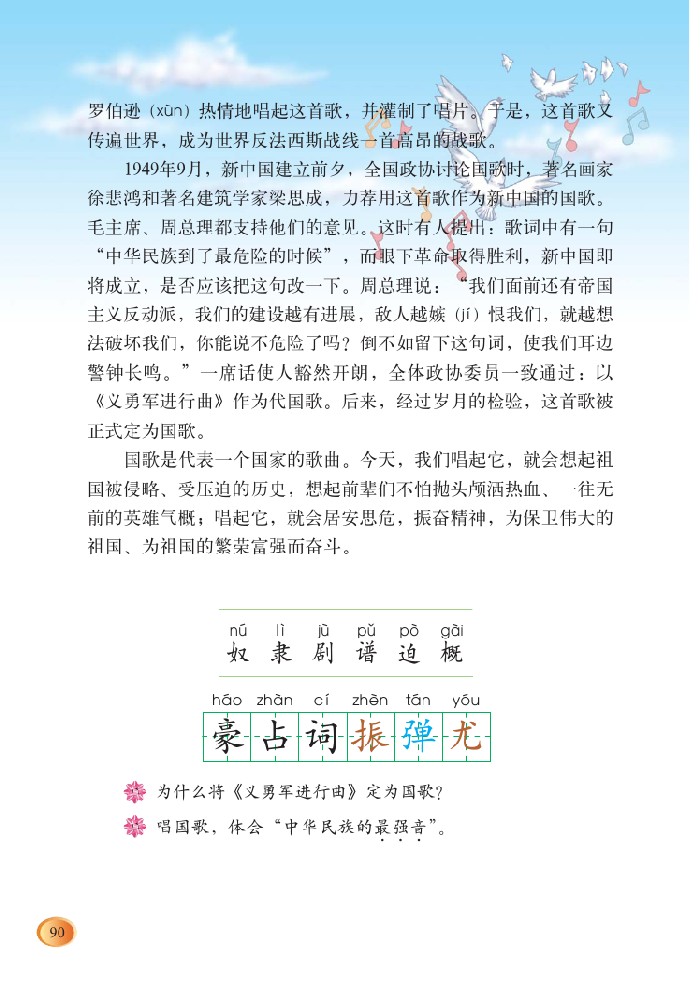 罗伯逊（xùn）热情地唱起这首歌，并灌制了唱片。于是，这首歌又
传遍世界，成为世界反法西斯战线一首高昂的战歌。
1949年9月，新中国建立前夕，全国政协讨论国歌时，著名画家
徐悲鸿和著名建筑学家梁思成，力荐用这首歌作为新中国的国歌。
毛主席、周总理都支持他们的意见。这时有人提出：歌词中有一句
“中华民族到了最危险的时候”，而眼下革命取得胜利，新中国即
将成立，是否应该把这句改一下。周总理说：“我们面前还有帝国
主义反动派，我们的建设越有进展，敌人越嫉（jí）恨我们，就越想
法破坏我们，你能说不危险了吗？倒不如留下这句词，使我们耳边
警钟长鸣。”一席话使人豁然开朗，全体政协委员一致通过：以
《义勇军进行曲》作为代国歌。后来，经过岁月的检验，这首歌被
正式定为国歌。
国歌是代表一个国家的歌曲。今天，我们唱起它，就会想起祖
国被侵略、受压迫的历史，想起前辈们不怕抛头颅洒热血、一往无
前的英雄气概；唱起它，就会居安思危，振奋精神，为保卫伟大的
祖国、为祖国的繁荣富强而奋斗。
nú lì jù pǔ pò gài
奴 隶 剧 谱 迫 概
háo zhàn cí zhèn tán yóu
豪 占 词 振 弹 尤
为什么将《义勇军进行曲》定为国歌？
唱国歌，体会“中华民族的最强音”。
90